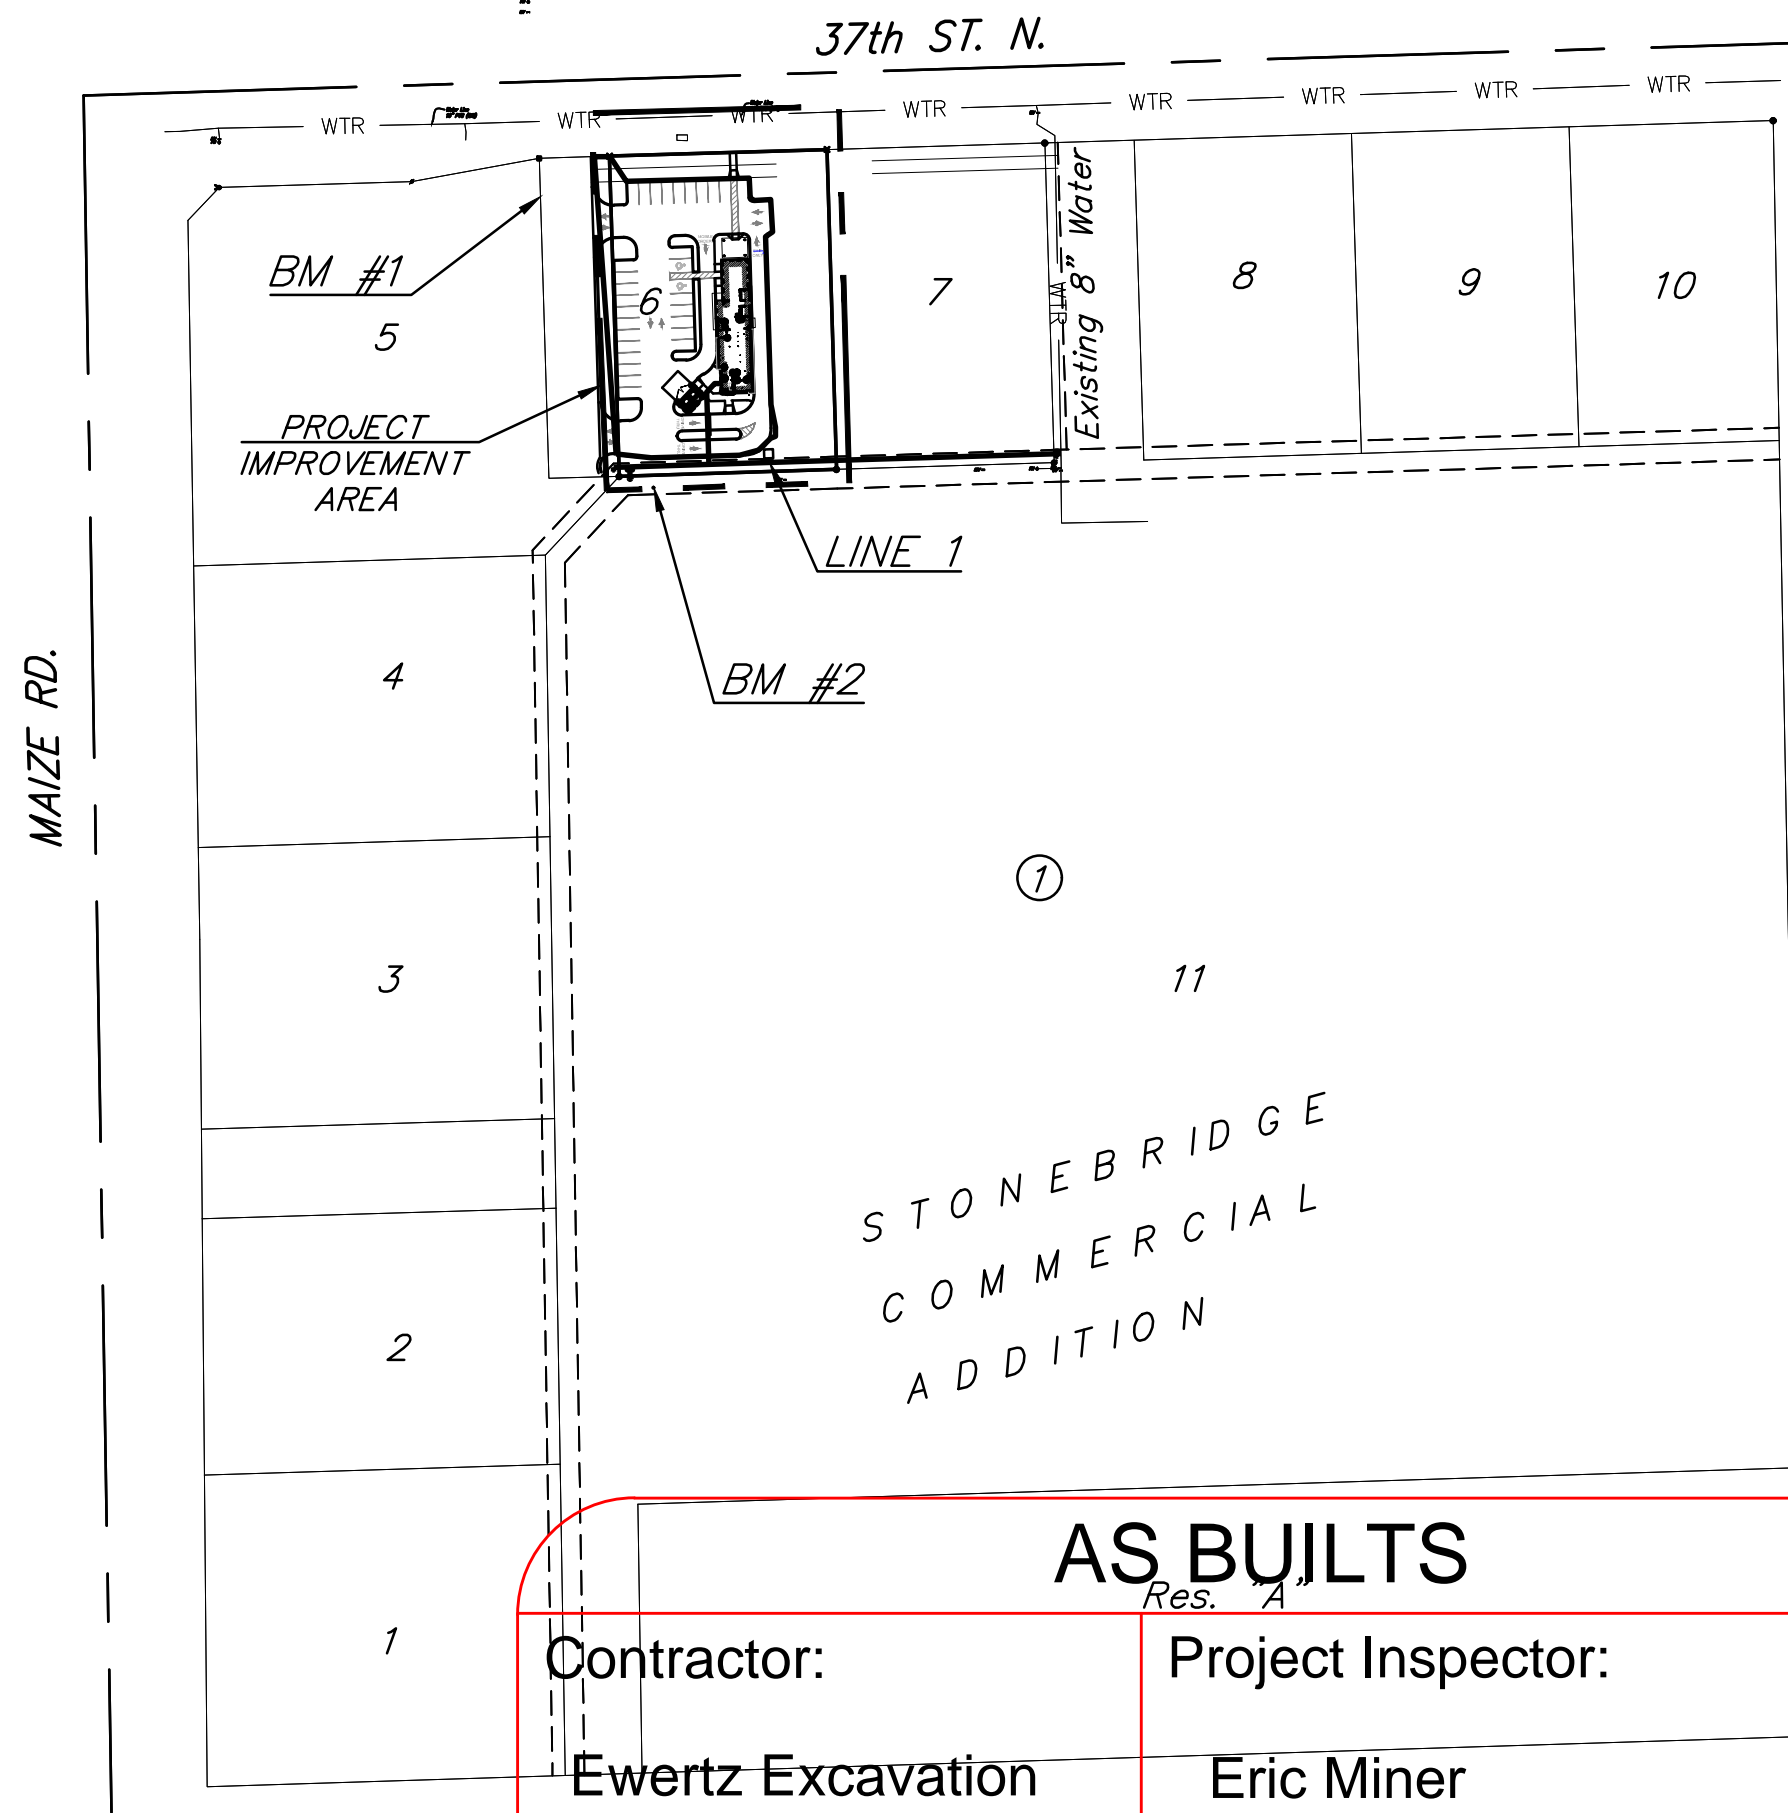 37th ST. N.
WTR WTR WTR WTR WTR WTR WTR WTR
BM #1
5
6
7
Existing 8" Water
WTR
8
9
10
PROJECT
IMPROVEMENT
AREA
LINE 1
BM #2
MAIZE RD.
4
3
1
11
STONEBRIDGE
COMMERCIAL
ADDITION
2
1
AS BUILTS
Res. "A"
Contractor:
Project Inspector:
Ewertz Excavation
Eric Miner